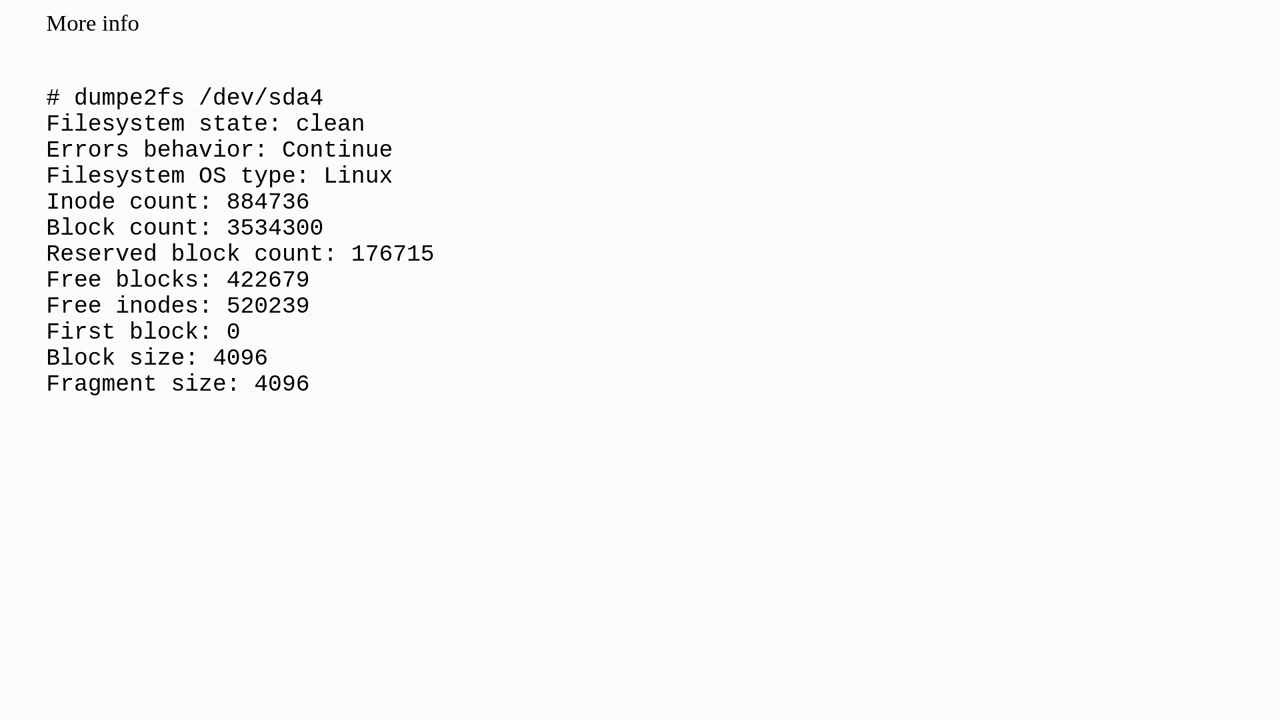 More info
# dumpe2fs /dev/sda4
Filesystem state: clean
Errors behavior: Continue
Filesystem OS type: Linux
Inode count: 884736
Block count: 3534300
Reserved block count: 176715
Free blocks: 422679
Free inodes: 520239
First block: 0
Block size: 4096
Fragment size: 4096